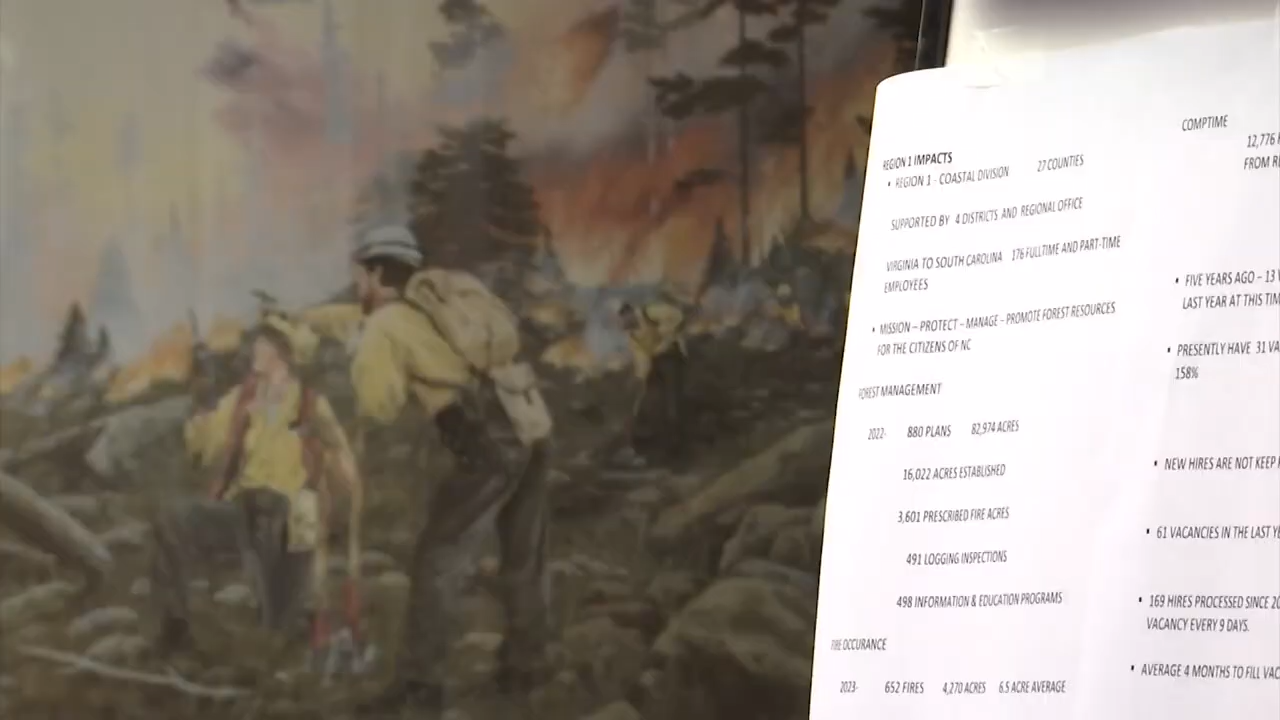 REGION 1 IMPACTS
• REGION 1 - COASTAL DIVISION 27 COUNTIES
SUPPORTED BY 4 DISTRICTS AND REGIONAL OFFICE
VIRGINIA TO SOUTH CAROLINA 176 FULLTIME AND PART-TIME
EMPLOYEES
• MISSION – PROTECT – MANAGE – PROMOTE FOREST RESOURCES
FOR THE CITIZENS OF NC
FOREST MANAGEMENT
2022- 880 PLANS 82,974 ACRES
16,022 ACRES ESTABLISHED
3,601 PRESCRIBED FIRE ACRES
491 LOGGING INSPECTIONS
498 INFORMATION & EDUCATION PROGRAMS
FIRE OCCURANCE
2023- 652 FIRES 4,270 ACRES 6.5 ACRE AVERAGE
COMPTIME
12,776
FROM
• FIVE YEARS AGO – 13
LAST YEAR AT THIS
• PRESENTLY HAVE 31
158%
• NEW HIRES ARE NOT KEEP
• 61 VACANCIES IN THE LAST
• 169 HIRES PROCESSED SINCE
VACANCY EVERY 9 DAYS.
• AVERAGE 4 MONTHS TO FILL